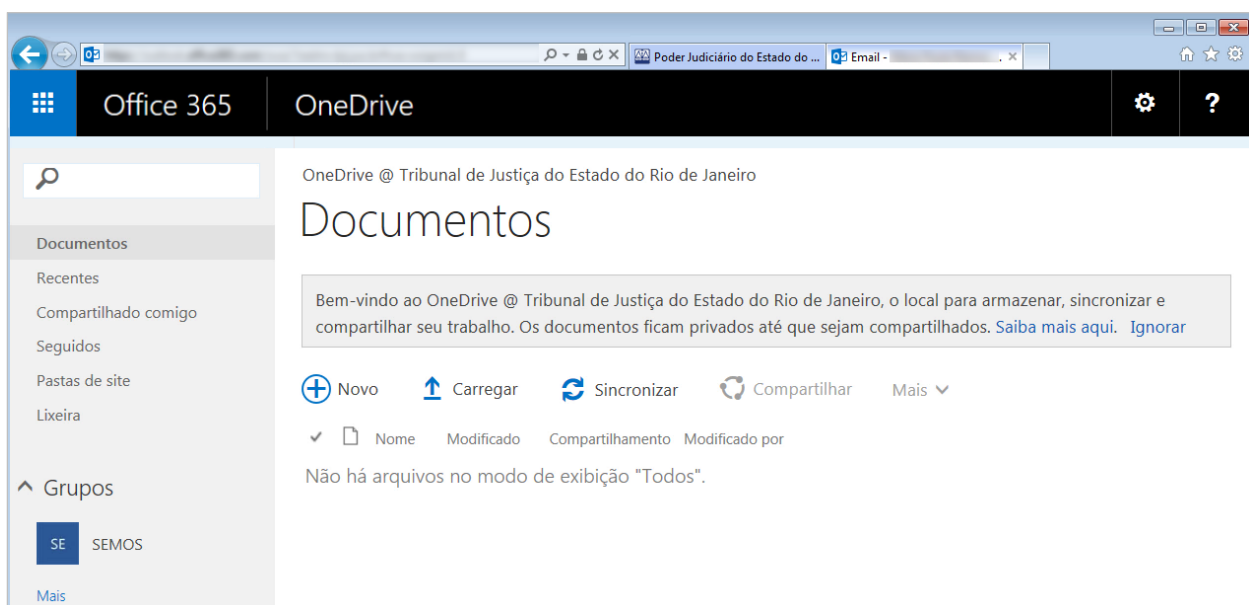 Poder Judiciário do Estado do ...
Email -
Office 365
OneDrive
?
OneDrive @ Tribunal de Justiça do Estado do Rio de Janeiro
Documentos
Documentos
Recentes
Compartilhado comigo
Seguidos
Pastas de site
Lixeira
Bem-vindo ao OneDrive @ Tribunal de Justiça do Estado do Rio de Janeiro, o local para armazenar, sincronizar e
compartilhar seu trabalho. Os documentos ficam privados até que sejam compartilhados. Saiba mais aqui. Ignorar
Novo Carregar Sincronizar Compartilhar Mais
Nome Modificado Compartilhamento Modificado por
Não há arquivos no modo de exibição "Todos".
Grupos
SE SEMOS
Mais